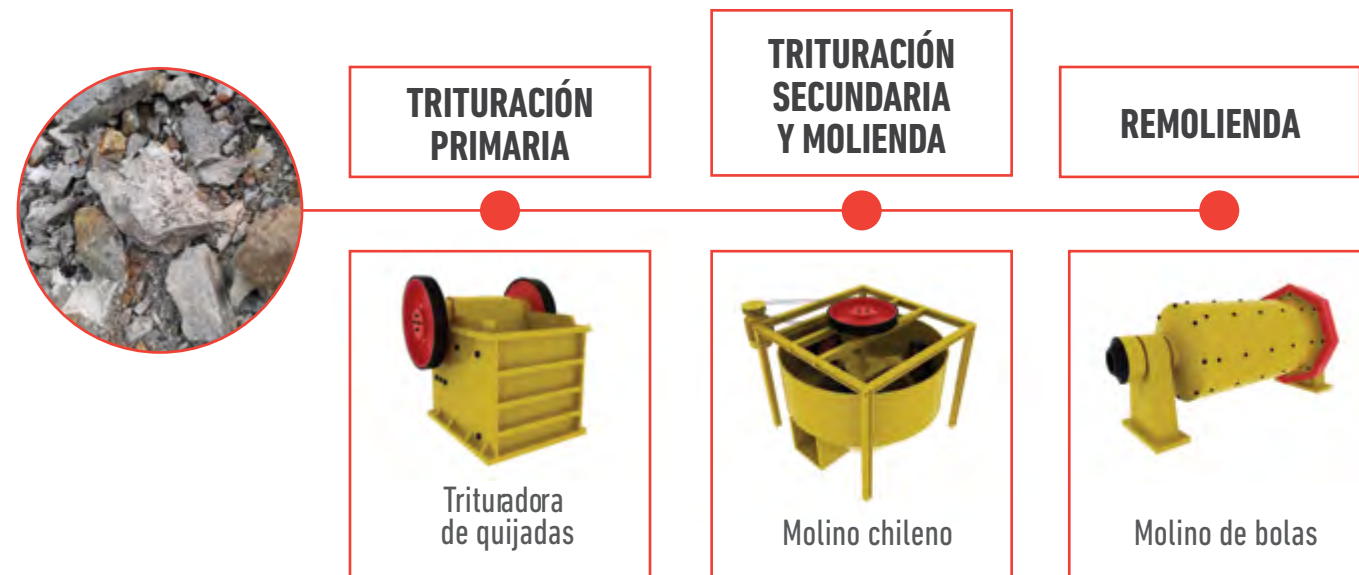 TRITURACIÓN
PRIMARIA
TRITURACIÓN
SECUNDARIA
Y MOLIENDA
REMOLIENDA
Trituradora
de quijadas
Molino chileno
Molino de bolas